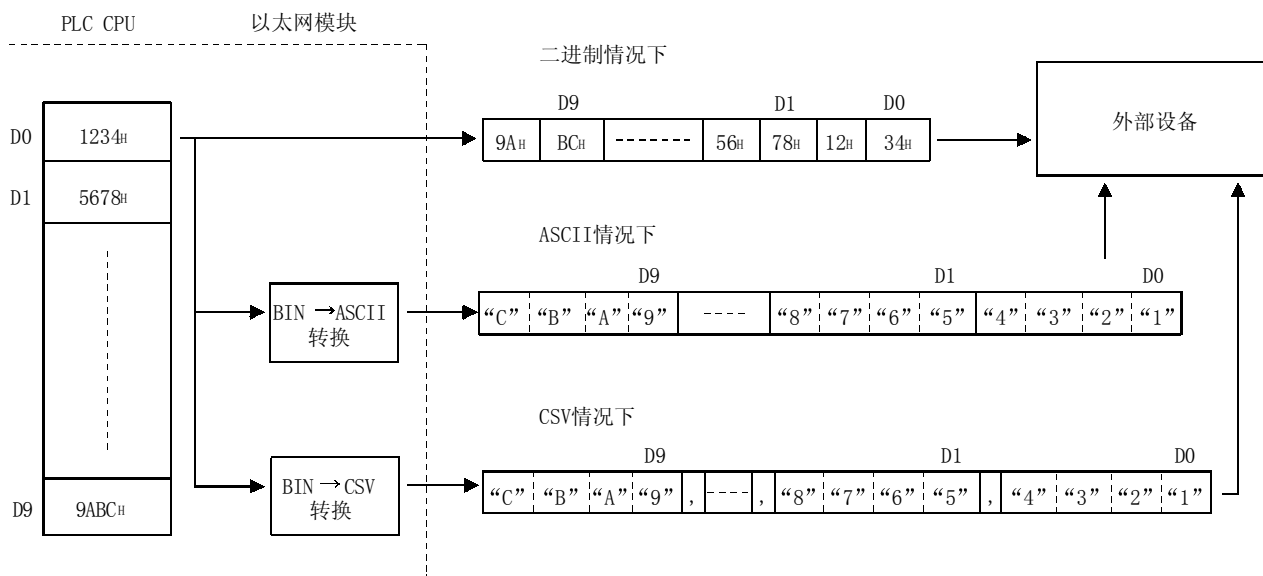 PLC CPU 以太网模块
二进制情况下
D9 D1 D0
外部设备
D0 1234H
9AH BCH 56H 78H 12H 34H
D1 5678H
ASCII情况下
D9 D1 D0
BIN →ASCII
转换
“C” “B” “A” “9” “8” “7” “6” “5” “4” “3” “2” “1”
CSV情况下
D9 D1 D0
BIN →CSV
转换
“C” “B” “A” “9” , , “8” “7” “6” “5” , “4” “3” “2” “1”
D9 9ABCH